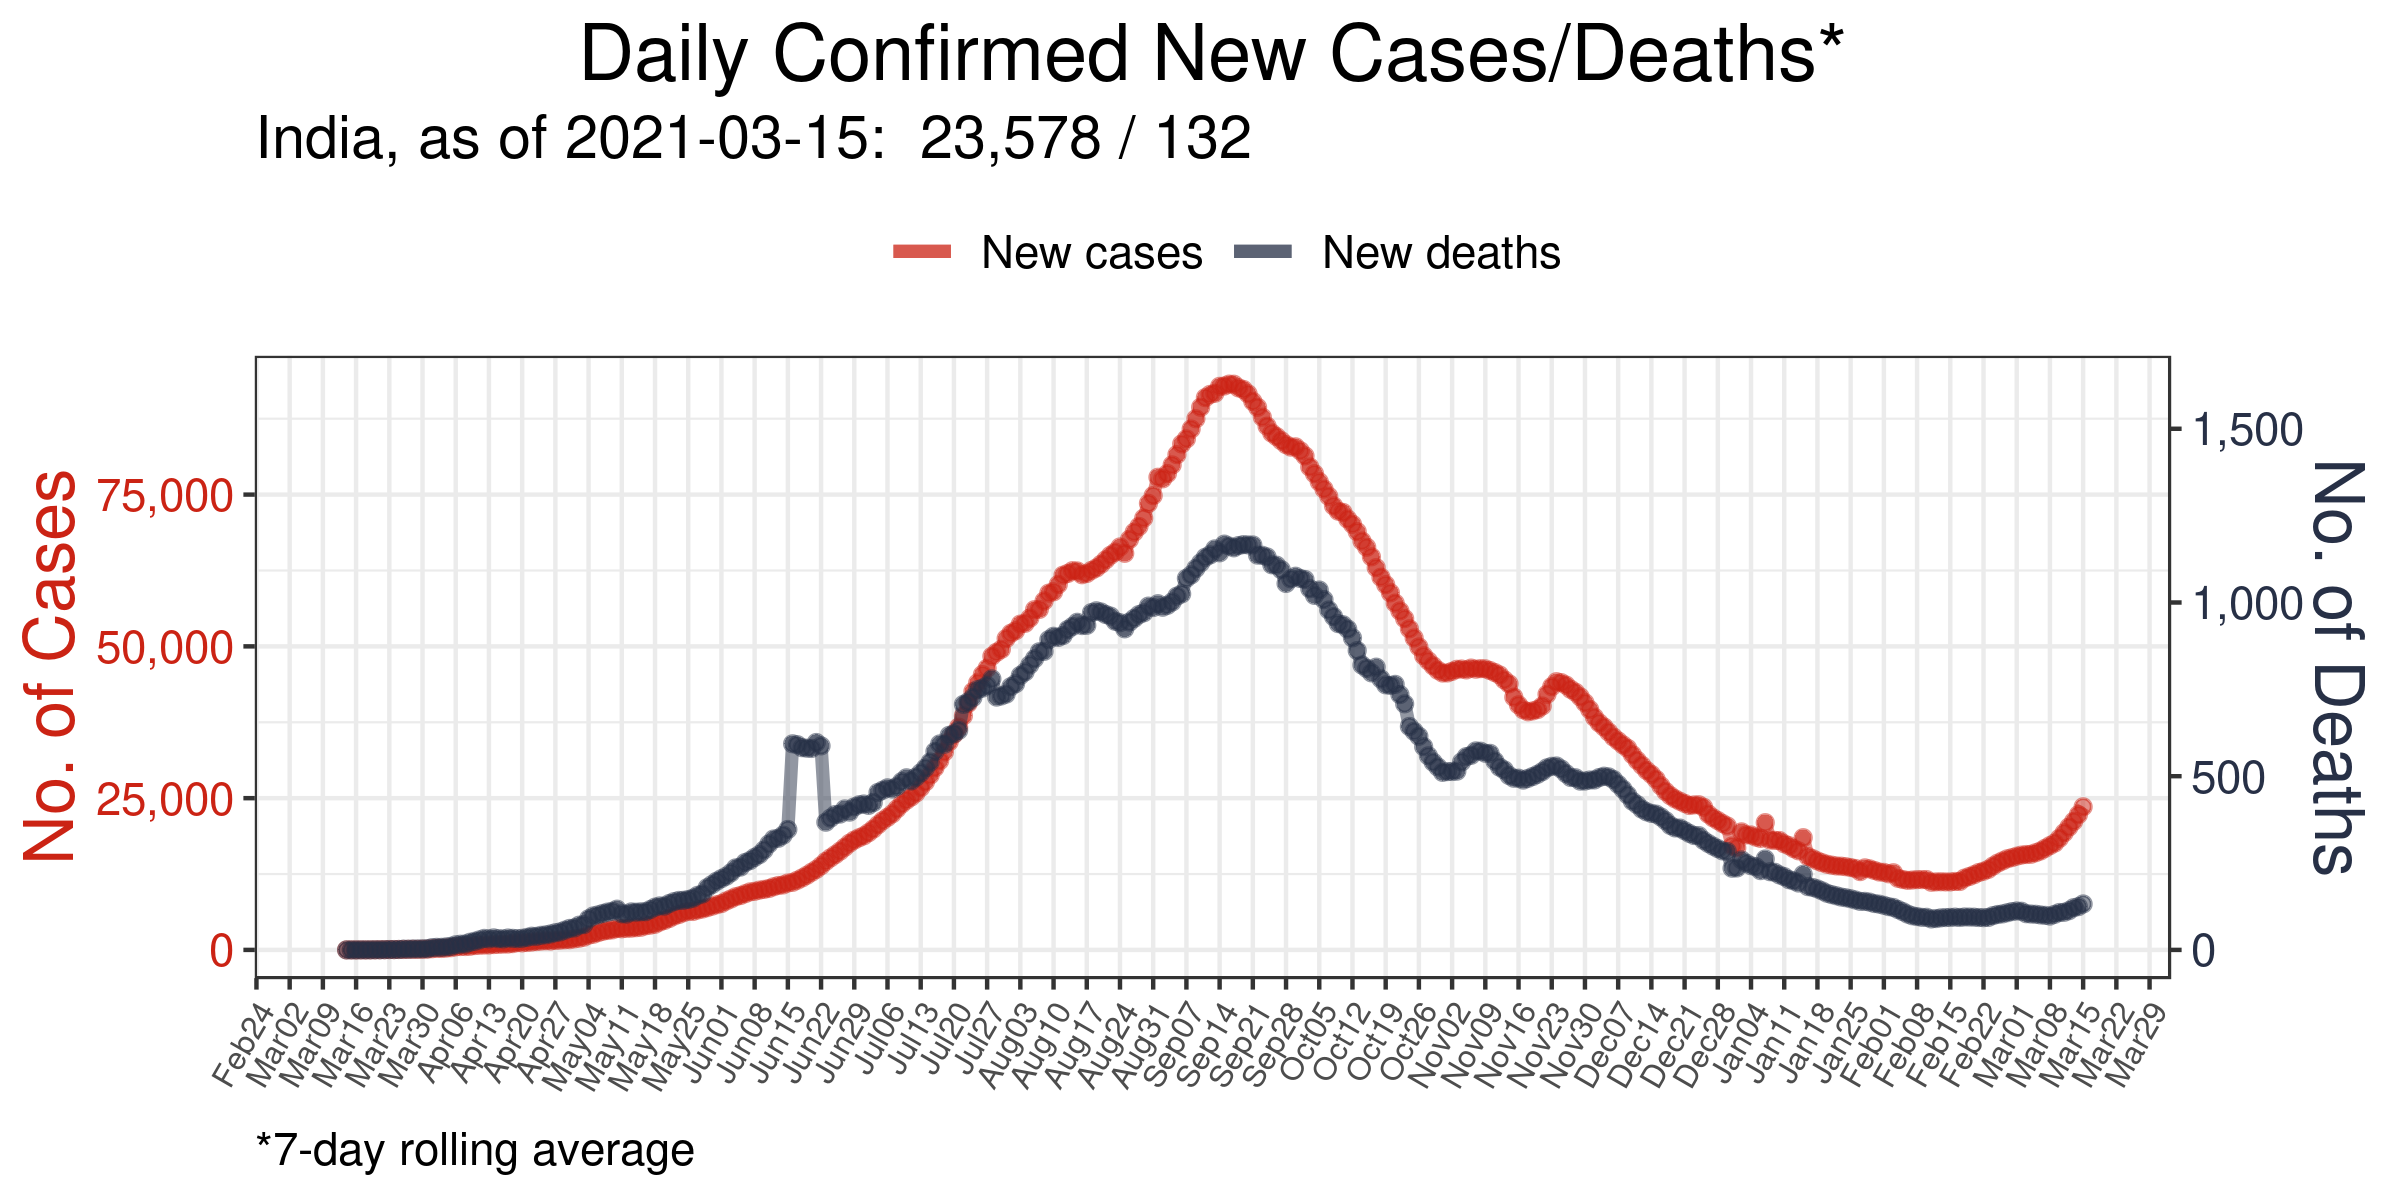 Daily Confirmed New Cases/Deaths*
India, as of 2021-03-15:  23,578 / 132
New cases
New deaths
No. of Cases
75,000
50,000
25,000
0
1,500
1,000
500
0
No. of Deaths
Feb24
Mar02
Mar09
Mar16
Mar23
Mar30
Apr06
Apr13
Apr20
Apr27
May04
May11
May18
May25
Jun01
Jun08
Jun15
Jun22
Jun29
Jul06
Jul13
Jul20
Jul27
Aug03
Aug10
Aug17
Aug24
Aug31
Sep07
Sep14
Sep21
Sep28
Oct05
Oct12
Oct19
Oct26
Nov02
Nov09
Nov16
Nov23
Nov30
Dec07
Dec14
Dec21
Dec28
Jan04
Jan11
Jan18
Jan25
Feb01
Feb08
Feb15
Feb22
Mar01
Mar08
Mar15
Mar22
Mar29
*7-day rolling average